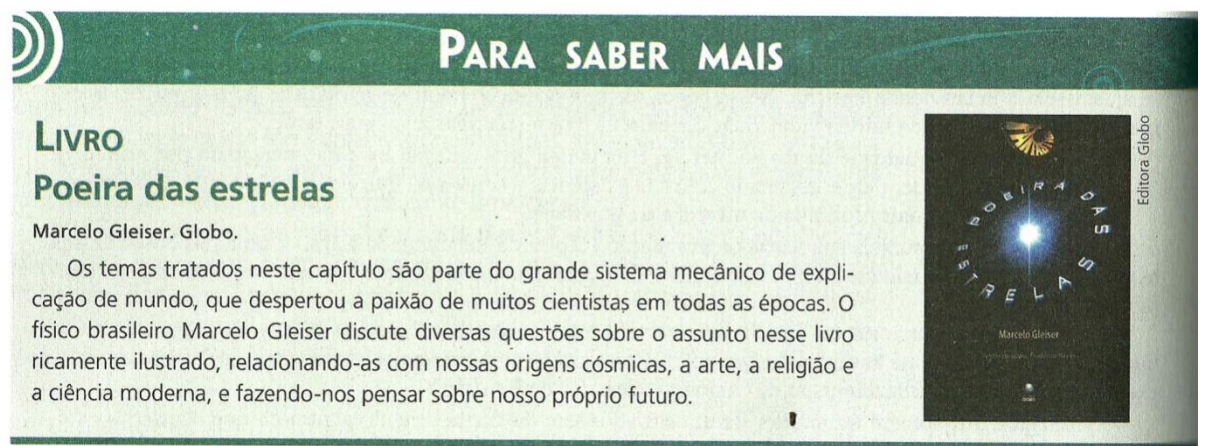 PARA SABER MAIS
LIVRO
Poeira das estrelas
Marcelo Gleiser. Globo.
Os temas tratados neste capítulo são parte do grande sistema mecânico de expli-
cação de mundo, que despertou a paixão de muitos cientistas em todas as épocas. O
físico brasileiro Marcelo Gleiser discute diversas questões sobre o assunto nesse livro
ricamente ilustrado, relacionando-as com nossas origens cósmicas, a arte, a religião e
a ciência moderna, e fazendo-nos pensar sobre nosso próprio futuro.
POEIRA DAS ESTRELAS
Marcelo Gleiser
Editora Globo